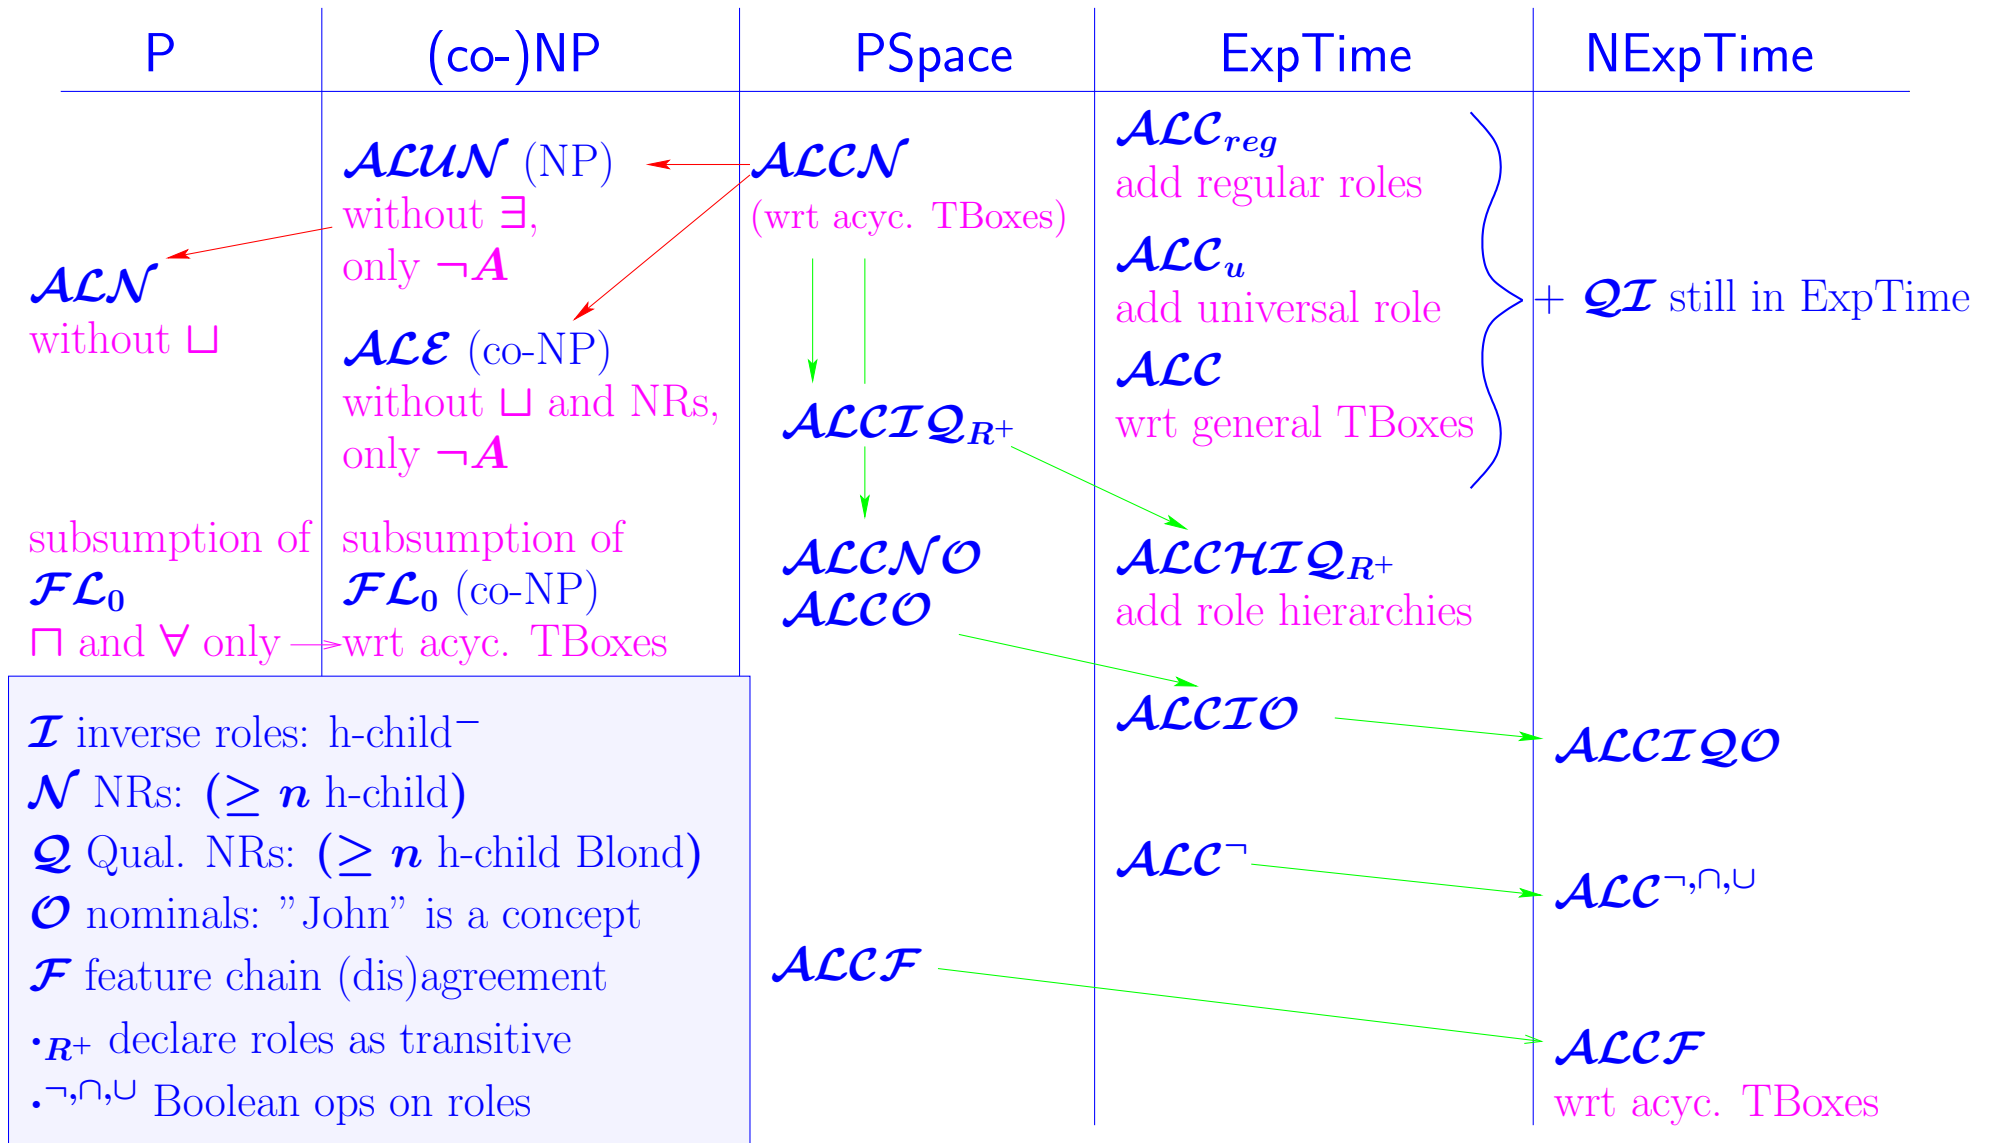 P (co-)NP PSpace ExpTime NExpTime
𝓐𝓛𝓝
without ⊔
subsumption of
𝓕𝓛₀
⊓ and ∀ only
𝓐𝓛𝓤𝓝 (NP)
without ∃,
only ¬A
𝓐𝓛𝓔 (co-NP)
without ⊔ and NRs,
only ¬A
subsumption of
𝓕𝓛₀ (co-NP)
wrt acyc. TBoxes
𝓐𝓛𝓒𝓝
(wrt acyc. TBoxes)
𝓐𝓛𝓒𝓘𝓠_R+
𝓐𝓛𝓒𝓝𝓞
𝓐𝓛𝓒𝓞
𝓐𝓛𝓒𝓕
𝓐𝓛𝓒_reg
add regular roles
𝓐𝓛𝓒_u
add universal role
𝓐𝓛𝓒
wrt general TBoxes
𝓐𝓛𝓒𝓗𝓘𝓠_R+
add role hierarchies
𝓐𝓛𝓒𝓘𝓞
𝓐𝓛𝓒^¬
+ 𝓠𝓘 still in ExpTime
𝓐𝓛𝓒𝓘𝓠𝓞
𝓐𝓛𝓒^¬,∩,∪
𝓐𝓛𝓒𝓕
wrt acyc. TBoxes
𝓘 inverse roles: h-child⁻
𝓝 NRs: (≥ n h-child)
𝓠 Qual. NRs: (≥ n h-child Blond)
𝓞 nominals: ”John” is a concept
𝓕 feature chain (dis)agreement
·_R+ declare roles as transitive
·^¬,∩,∪ Boolean ops on roles